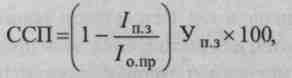 ССП = (1 - Iп.з / Iо.пр) Уп.з × 100,